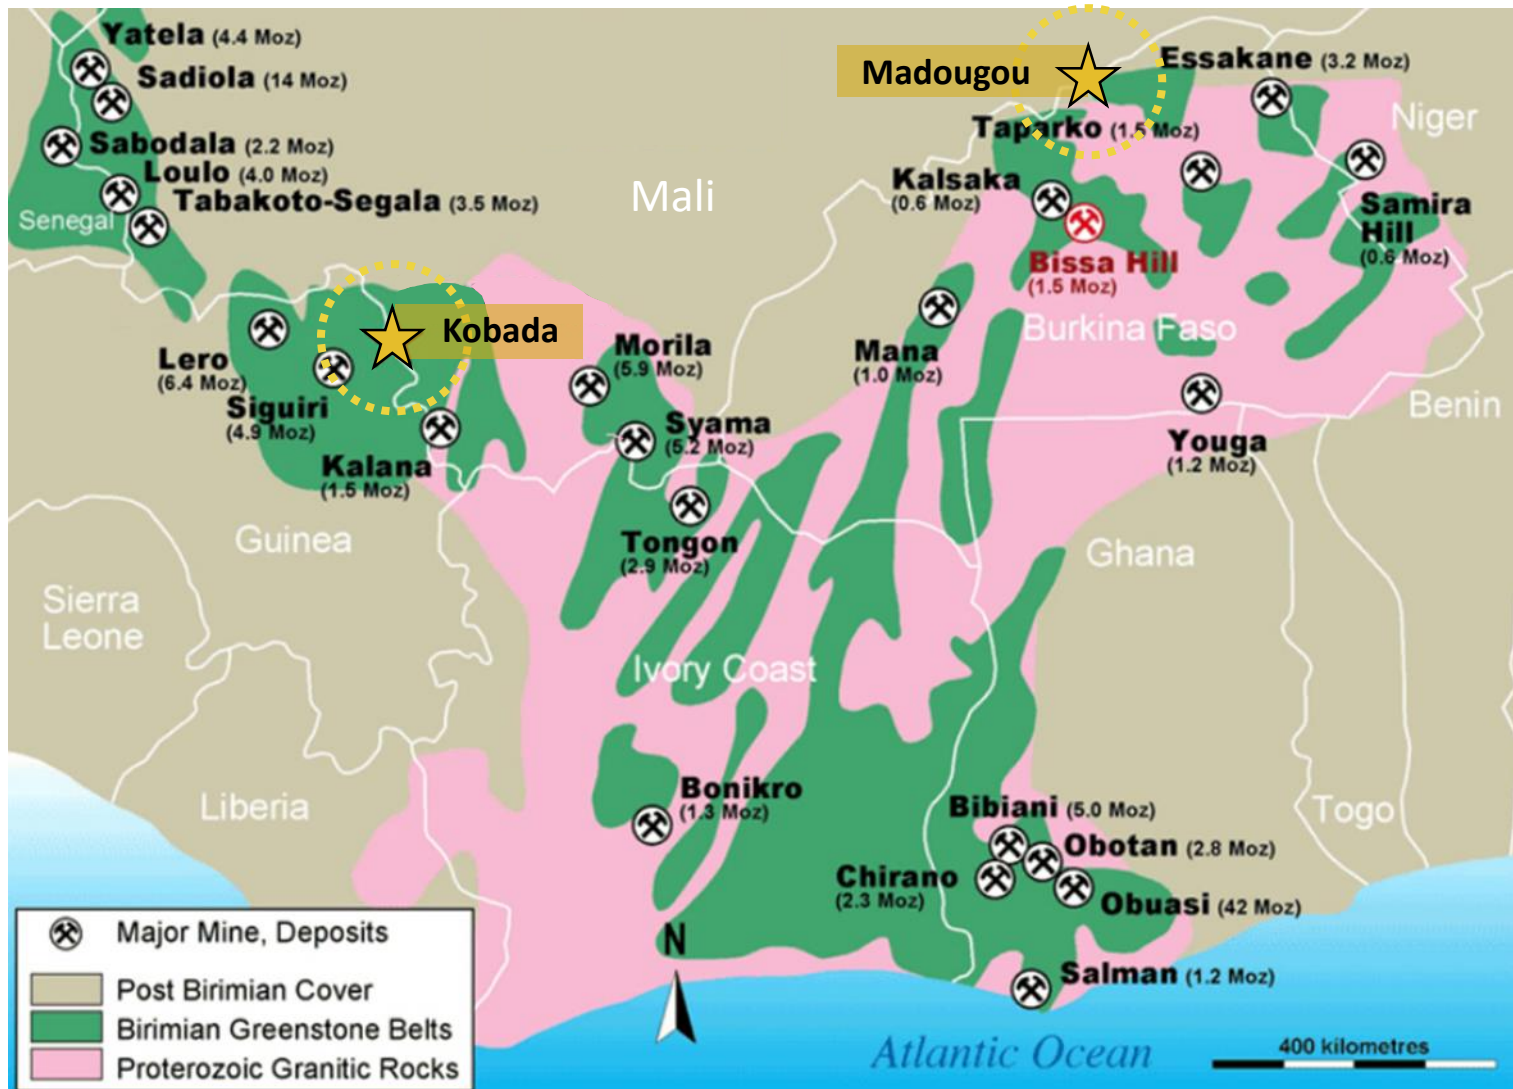 Yatela (4.4 Moz)
Sadiola (14 Moz)
Sabodala (2.2 Moz)
Loulo (4.0 Moz)
Tabakoto-Segala (3.5 Moz)
Senegal
Mali
Madougou
Essakane (3.2 Moz)
Niger
Taparko (1.5 Moz)
Kalsaka
(0.6 Moz)
Samira
Hill
(0.6 Moz)
Bissa Hill
(1.5 Moz)
Burkina Faso
Kobada
Lero
(6.4 Moz)
Siguiri
(4.9 Moz)
Kalana
(1.5 Moz)
Morila
(5.9 Moz)
Syama
(5.2 Moz)
Mana
(1.0 Moz)
Benin
Youga
(1.2 Moz)
Tongon
(2.9 Moz)
Guinea
Ghana
Sierra
Leone
Ivory Coast
Liberia
Bonikro
(1.3 Moz)
Bibiani (5.0 Moz)
Togo
Obotan (2.8 Moz)
Chirano
(2.3 Moz)
Obuasi (42 Moz)
Salman (1.2 Moz)
N
Major Mine, Deposits
Post Birimian Cover
Birimian Greenstone Belts
Proterozoic Granitic Rocks
Atlantic Ocean
400 kilometres